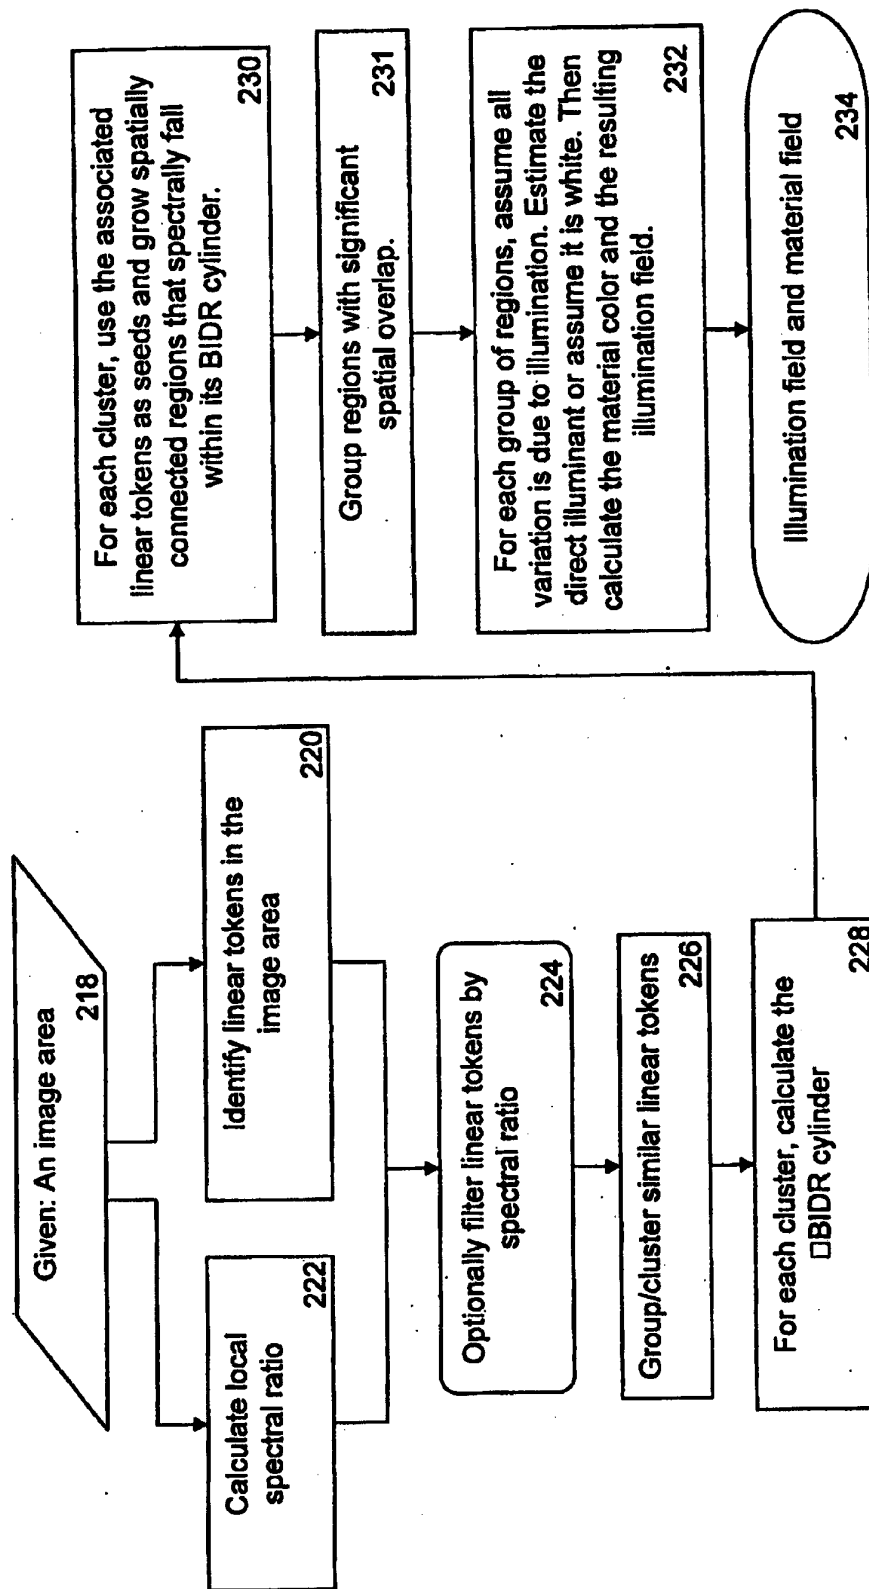 Given: An image area
218
Calculate local
spectral ratio
222
Identify linear tokens in the
image area
220
Optionally filter linear tokens by
spectral ratio
224
Group/cluster similar linear tokens
226
For each cluster, calculate the
□BIDR cylinder
228
For each cluster, use the associated
linear tokens as seeds and grow spatially
connected regions that spectrally fall
within its BIDR cylinder.
230
Group regions with significant
spatial overlap.
231
For each group of regions, assume all
variation is due to illumination. Estimate the
direct illuminant or assume it is white. Then
calculate the material color and the resulting
illumination field.
232
Illumination field and material field
234